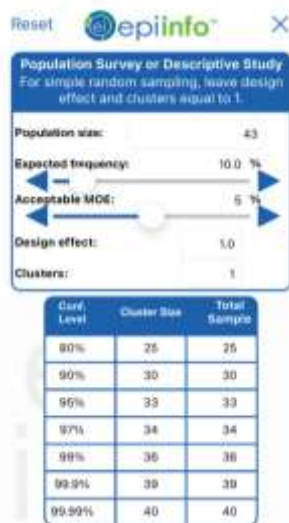 Reset epiinfo™ X
Population Survey or Descriptive Study
For simple random sampling, leave design
effect and clusters equal to 1.
Population size: 43
Expected frequency: 10.0 %
Acceptable MOE: 5 %
Design effect: 1.0
Clusters: 1
Conf. Level Cluster Size Total Sample
80% 25 25
90% 30 30
95% 33 33
97% 34 34
99% 36 36
99.9% 39 39
99.99% 40 40